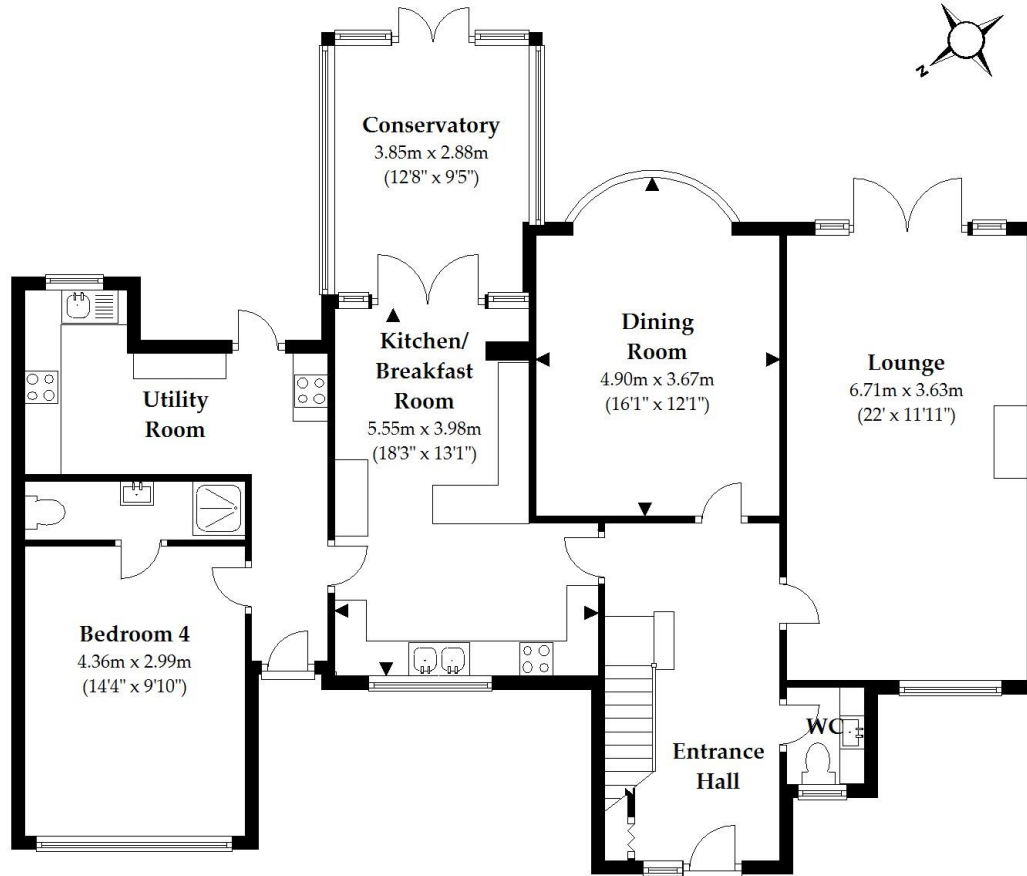 N
Conservatory
3.85m x 2.88m
(12'8" x 9'5")
Kitchen/
Breakfast
Room
5.55m x 3.98m
(18'3" x 13'1")
Dining
Room
4.90m x 3.67m
(16'1" x 12'1")
Lounge
6.71m x 3.63m
(22' x 11'11")
Utility
Room
Bedroom 4
4.36m x 2.99m
(14'4" x 9'10")
Entrance
Hall
WC